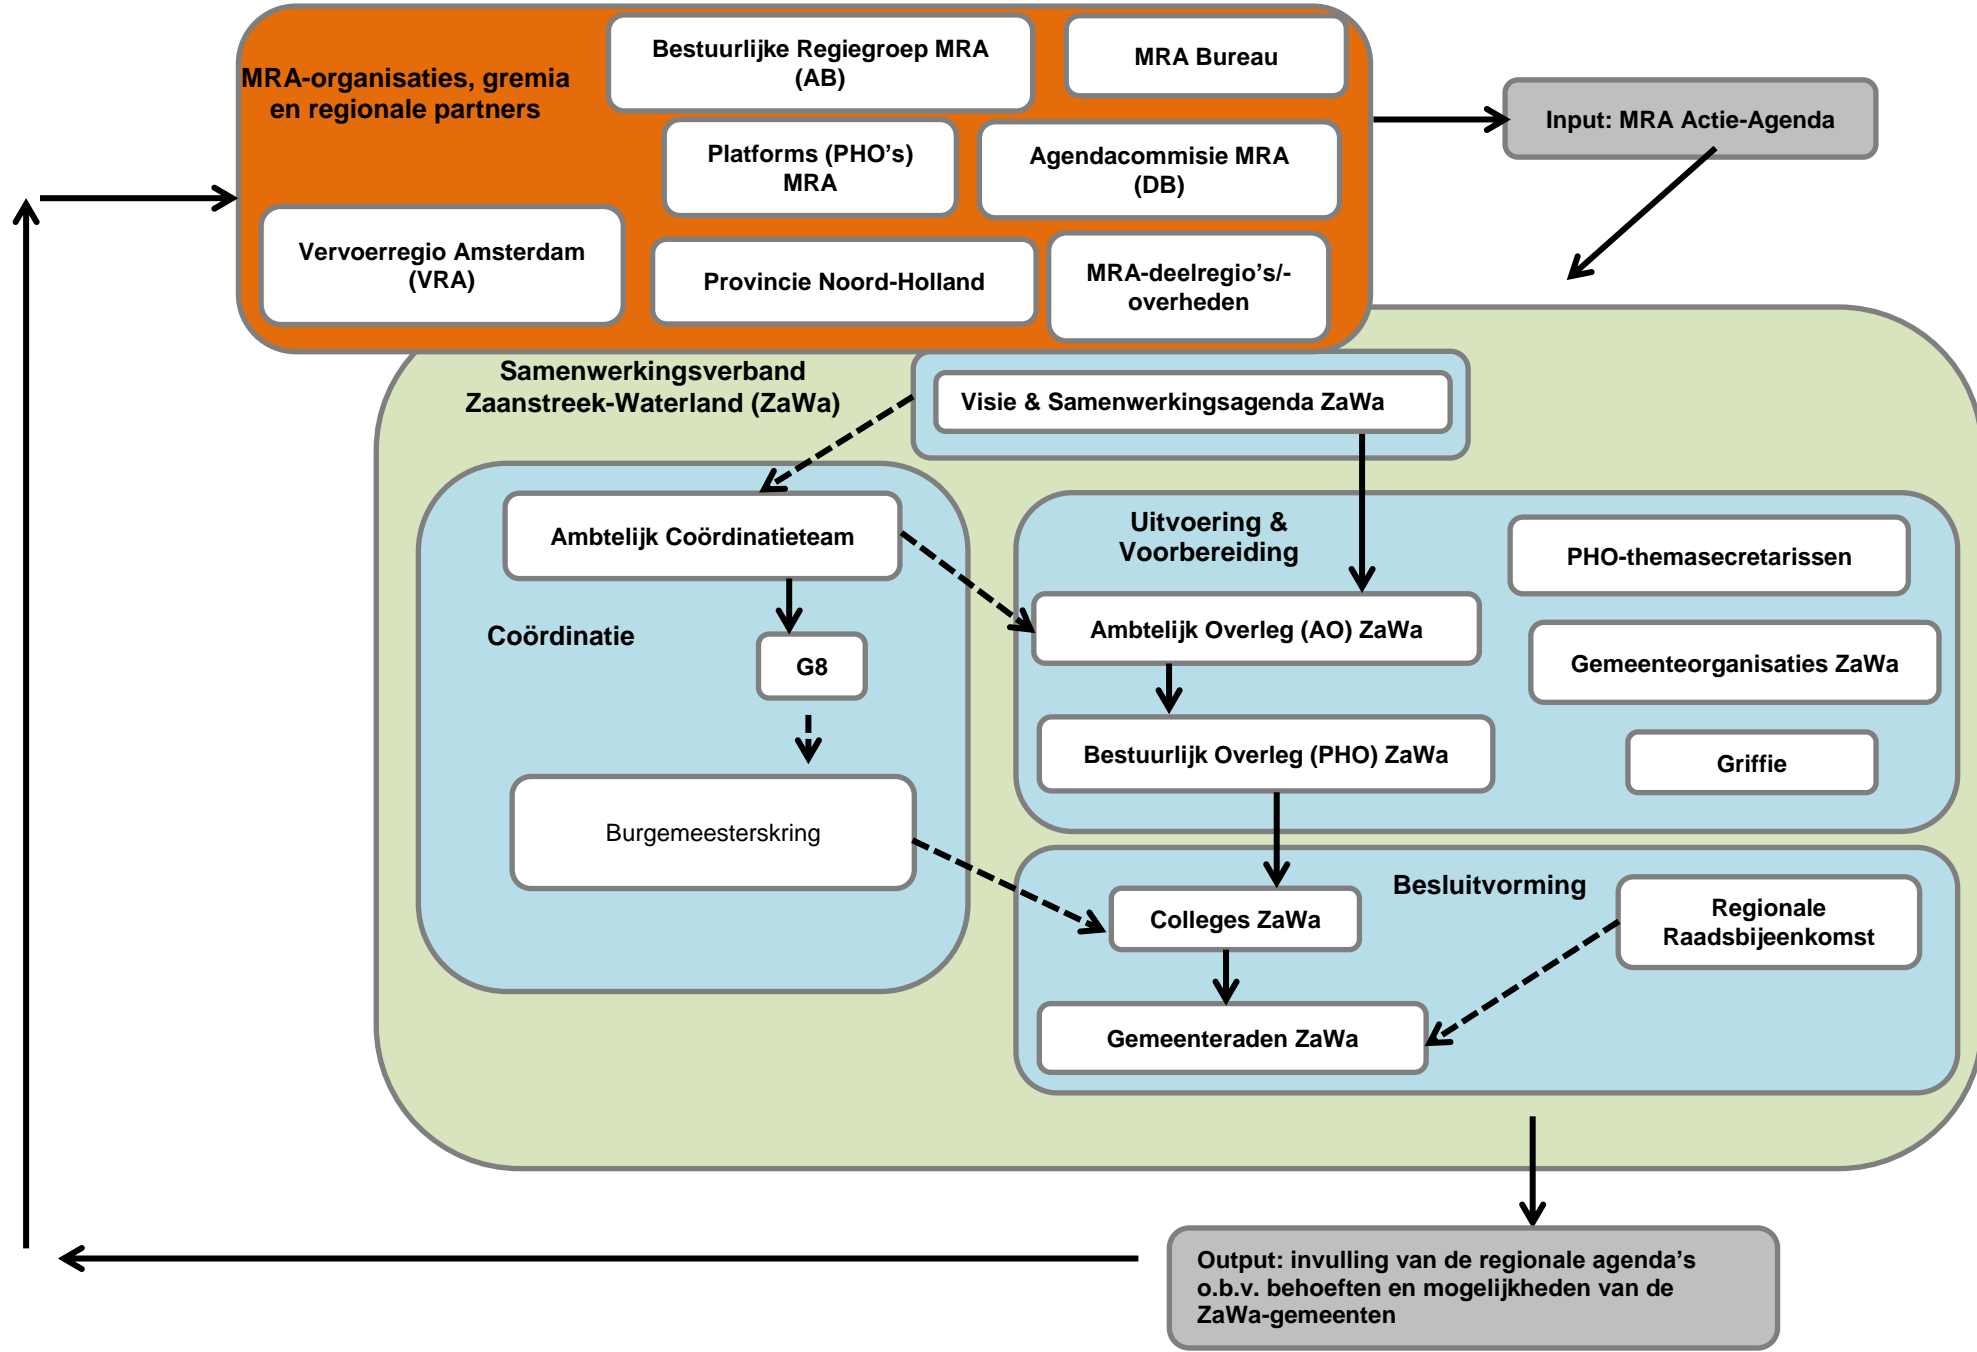 MRA-organisaties, gremia
en regionale partners
Bestuurlijke Regiegroep MRA
(AB)
MRA Bureau
Platforms (PHO's)
MRA
Agendacommisie MRA
(DB)
Vervoerregio Amsterdam
(VRA)
Provincie Noord-Holland
MRA-deelregio's/-
overheden
Input: MRA Actie-Agenda
Samenwerkingsverband
Zaanstreek-Waterland (ZaWa)
Visie & Samenwerkingsagenda ZaWa
Ambtelijk Coördinatieteam
Coördinatie
G8
Burgemeesterskring
Uitvoering &
Voorbereiding
PHO-themasecretarissen
Ambtelijk Overleg (AO) ZaWa
Gemeenteorganisaties ZaWa
Bestuurlijk Overleg (PHO) ZaWa
Griffie
Besluitvorming
Colleges ZaWa
Regionale
Raadsbijeenkomst
Gemeenteraden ZaWa
Output: invulling van de regionale agenda's
o.b.v. behoeften en mogelijkheden van de
ZaWa-gemeenten